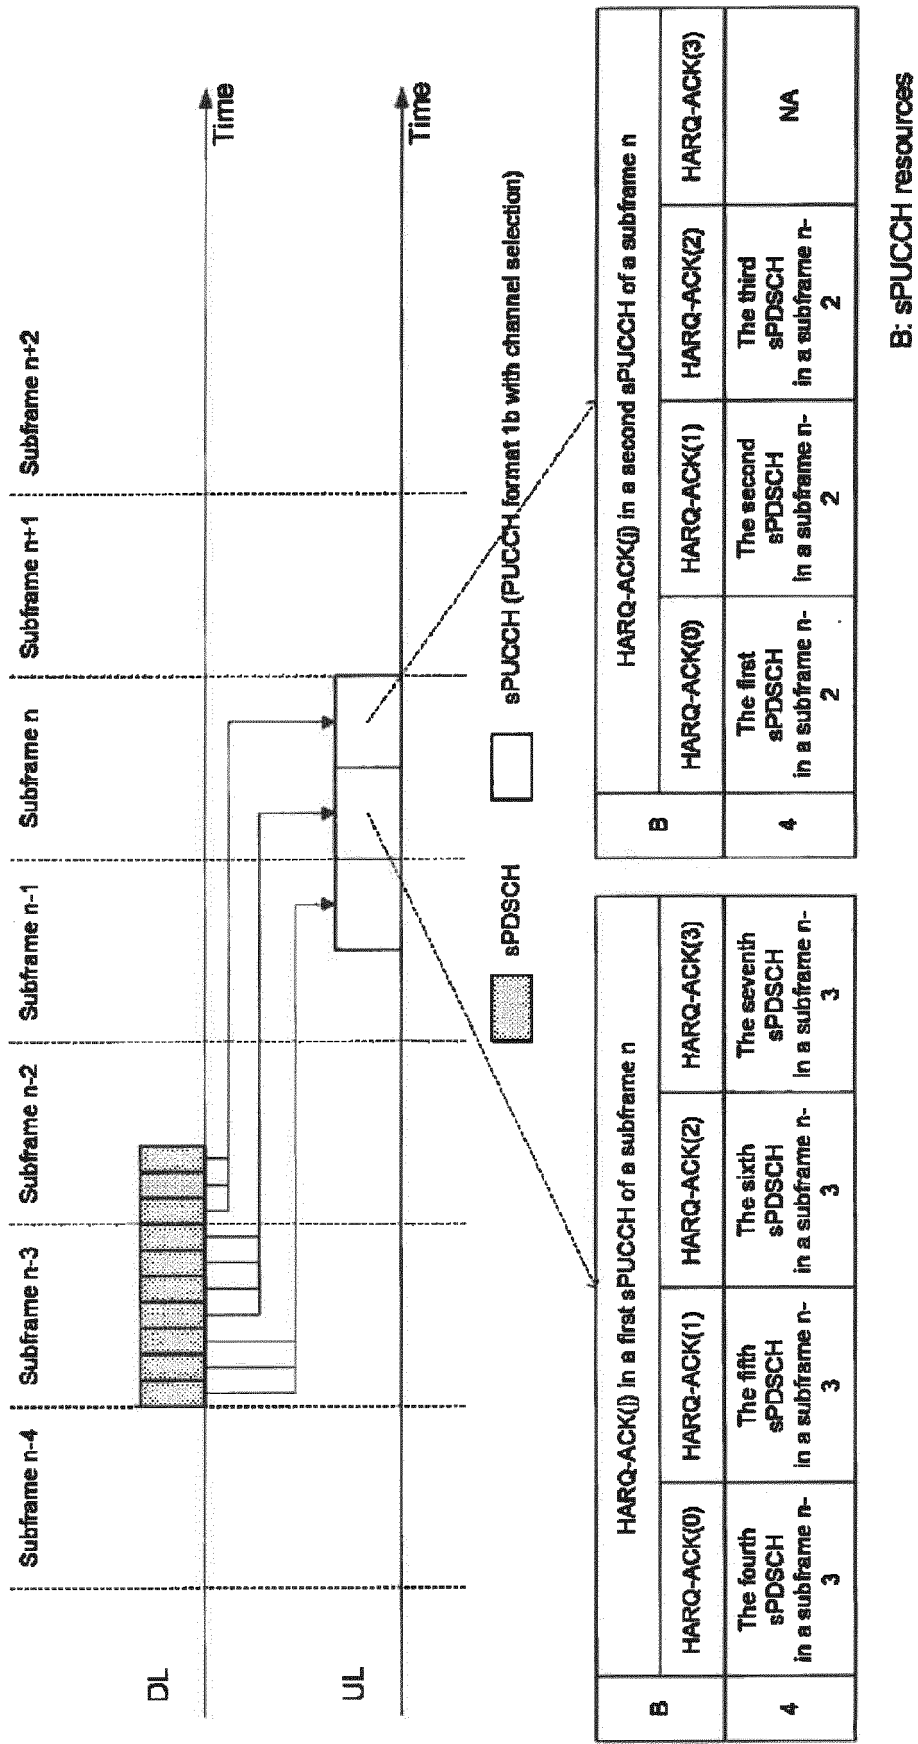 Subframe n-4
Subframe n-3
Subframe n-2
Subframe n-1
Subframe n
Subframe n+1
Subframe n+2
DL
Time
UL
Time
sPDSCH
sPUCCH (PUCCH format 1b with channel selection)
B
HARQ-ACK(j) in a first sPUCCH of a subframe n
HARQ-ACK(0)
HARQ-ACK(1)
HARQ-ACK(2)
HARQ-ACK(3)
4
The fourth
sPDSCH
in a subframe n-
3
The fifth
sPDSCH
in a subframe n-
3
The sixth
sPDSCH
in a subframe n-
3
The seventh
sPDSCH
in a subframe n-
3
B
HARQ-ACK(j) in a second sPUCCH of a subframe n
HARQ-ACK(0)
HARQ-ACK(1)
HARQ-ACK(2)
HARQ-ACK(3)
4
The first
sPDSCH
in a subframe n-
2
The second
sPDSCH
in a subframe n-
2
The third
sPDSCH
in a subframe n-
2
NA
B: sPUCCH resources